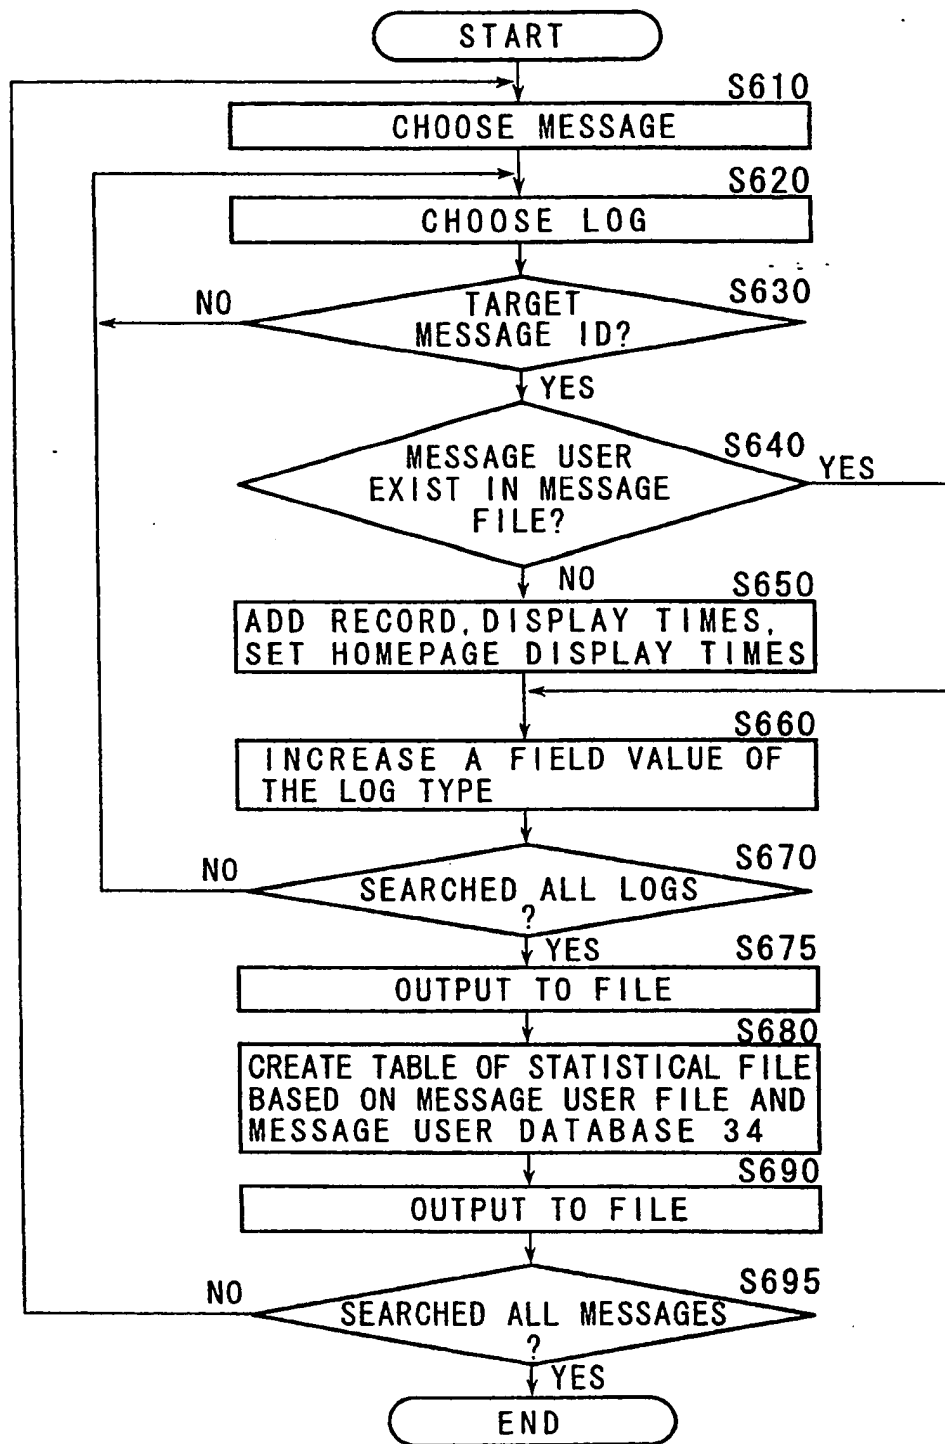 START
S610
CHOOSE MESSAGE
S620
CHOOSE LOG
S630
NO
TARGET
MESSAGE ID?
YES
S640
MESSAGE USER
EXIST IN MESSAGE
FILE?
YES
NO
S650
ADD RECORD, DISPLAY TIMES,
SET HOMEPAGE DISPLAY TIMES
S660
INCREASE A FIELD VALUE OF
THE LOG TYPE
S670
NO
SEARCHED ALL LOGS
?
YES
S675
OUTPUT TO FILE
S680
CREATE TABLE OF STATISTICAL FILE
BASED ON MESSAGE USER FILE AND
MESSAGE USER DATABASE 34
S690
OUTPUT TO FILE
S695
NO
SEARCHED ALL MESSAGES
?
YES
END